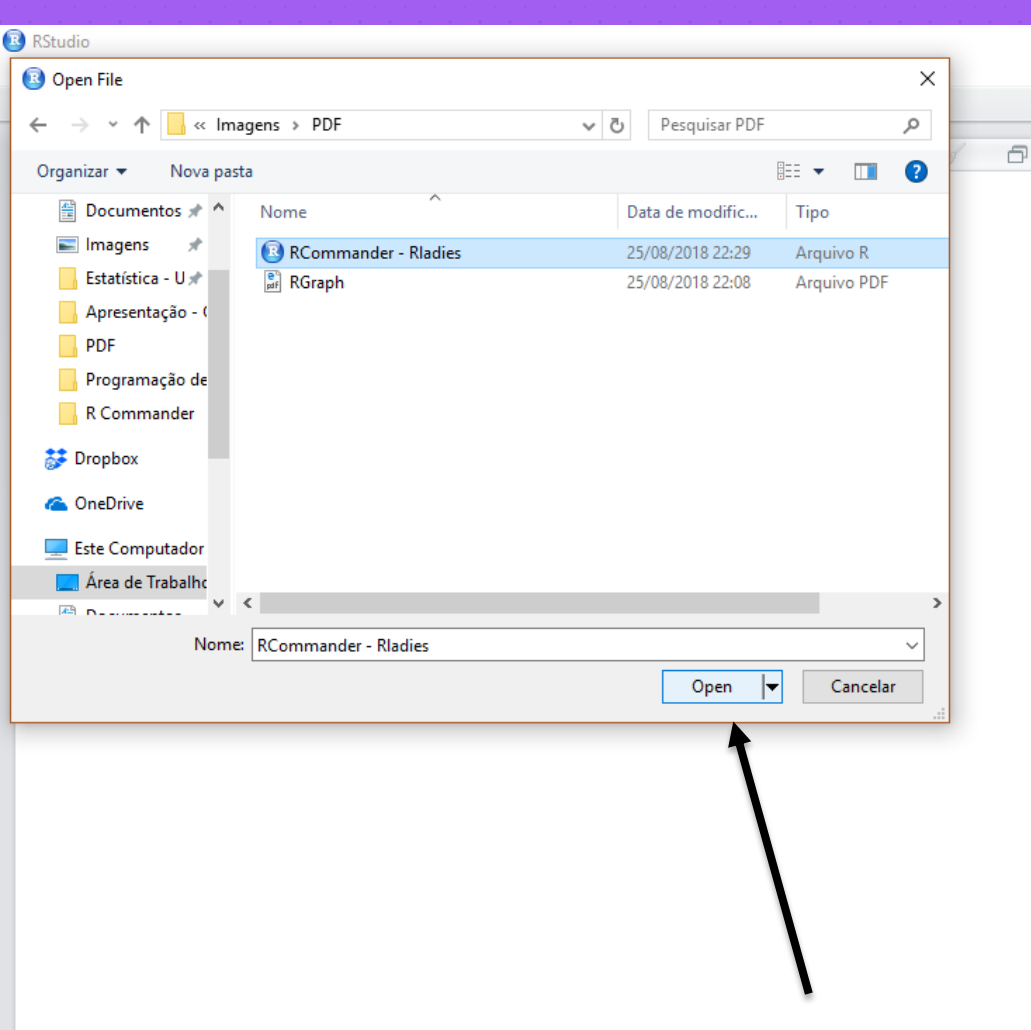 RStudio
Open File
« Imagens › PDF
Pesquisar PDF
Organizar
Nova pasta
Nome
Data de modific...
Tipo
Documentos
Imagens
Estatística - U
Apresentação -
PDF
Programação de
R Commander
Dropbox
OneDrive
Este Computador
Área de Trabalho
RCommander - Rladies
25/08/2018 22:29
Arquivo R
RGraph
25/08/2018 22:08
Arquivo PDF
Nome: RCommander - Rladies
Open
Cancelar